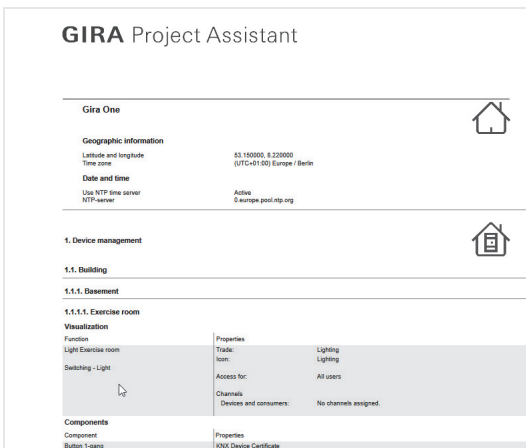 GIRA Project Assistant
Gira One
Geographic information
Latitude and longitude 53.150000, 8.220000
Time zone (UTC+01:00) Europe / Berlin
Date and time
Use NTP time server Active
NTP-server 0.europe.pool.ntp.org
1. Device management
1.1. Building
1.1.1. Basement
1.1.1.1. Exercise room
Visualization
Function Properties
Light Exercise room Trade: Lighting
Icon: Lighting
Switching - Light
Access for: All users
Channels
Devices and consumers: No channels assigned.
Components
Component Properties
Button 1-gang KNX Device Certificate